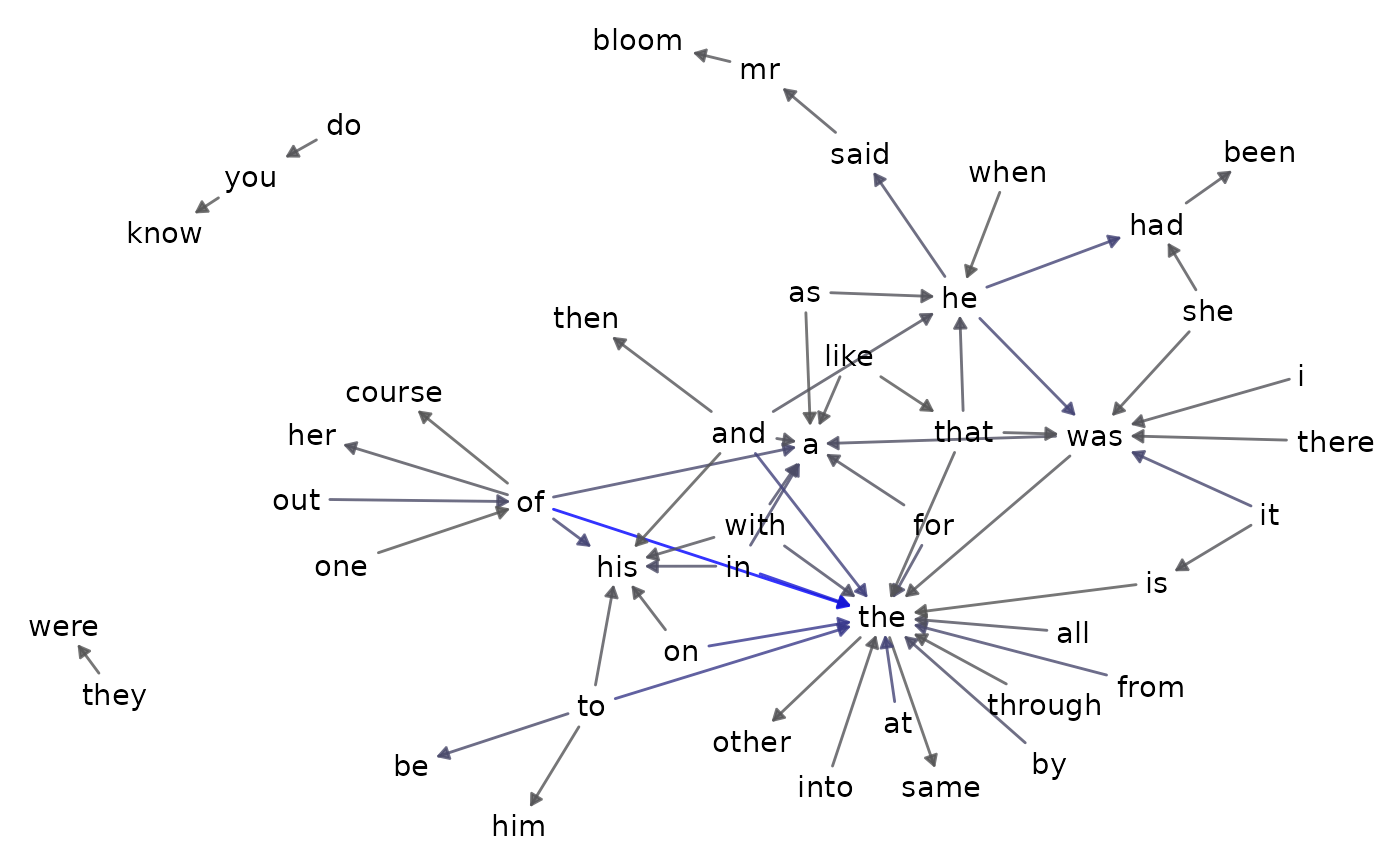 bloom
mr
do
said
been
when
you
had
know
as
he
she
then
like
i
course
her
and
a
that
was
there
out
of
with
for
it
one
his
in
is
the
were
all
on
they
to
from
through
at
other
be
by
into
same
him